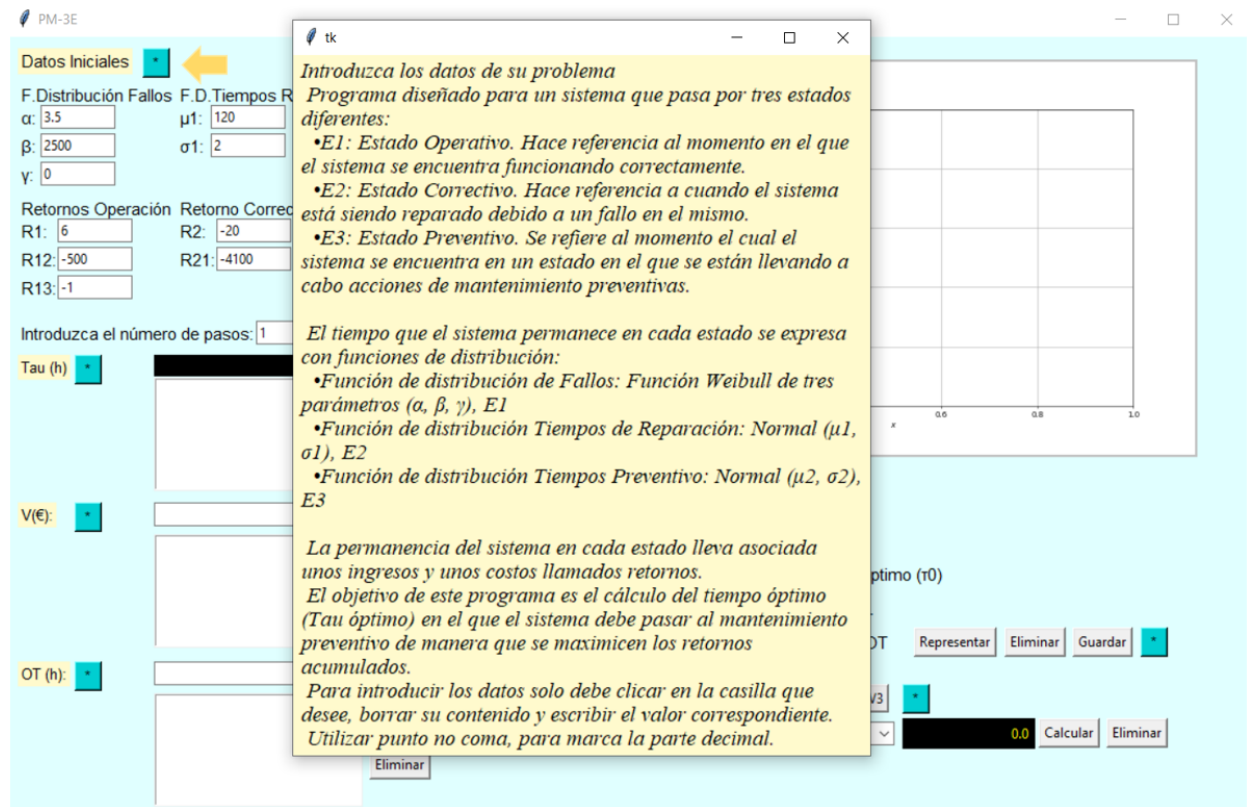 PM-3E
Datos Iniciales *
F.Distribución Fallos F.D.Tiempos R
α: 3.5 μ1: 120
β: 2500 σ1: 2
γ: 0
Retornos Operación Retorno Correc
R1: 6 R2: -20
R12: -500 R21: -4100
R13: -1
Introduzca el número de pasos: 1
Tau (h) *
V(€): *
OT (h): *
tk
Introduzca los datos de su problema
Programa diseñado para un sistema que pasa por tres estados
diferentes:
•E1: Estado Operativo. Hace referencia al momento en el que
el sistema se encuentra funcionando correctamente.
•E2: Estado Correctivo. Hace referencia a cuando el sistema
está siendo reparado debido a un fallo en el mismo.
•E3: Estado Preventivo. Se refiere al momento el cual el
sistema se encuentra en un estado en el que se están llevando a
cabo acciones de mantenimiento preventivas.
El tiempo que el sistema permanece en cada estado se expresa
con funciones de distribución:
•Función de distribución de Fallos: Función Weibull de tres
parámetros (α, β, γ), E1
•Función de distribución Tiempos de Reparación: Normal (μ1,
σ1), E2
•Función de distribución Tiempos Preventivo: Normal (μ2, σ2),
E3
La permanencia del sistema en cada estado lleva asociada
unos ingresos y unos costos llamados retornos.
El objetivo de este programa es el cálculo del tiempo óptimo
(Tau óptimo) en el que el sistema debe pasar al mantenimiento
preventivo de manera que se maximicen los retornos
acumulados.
Para introducir los datos solo debe clicar en la casilla que
desee, borrar su contenido y escribir el valor correspondiente.
Utilizar punto no coma, para marca la parte decimal.
Eliminar
0.6 0.8 1.0
x
ptimo (τ0)
OT Representar Eliminar Guardar *
V3 *
0.0 Calcular Eliminar